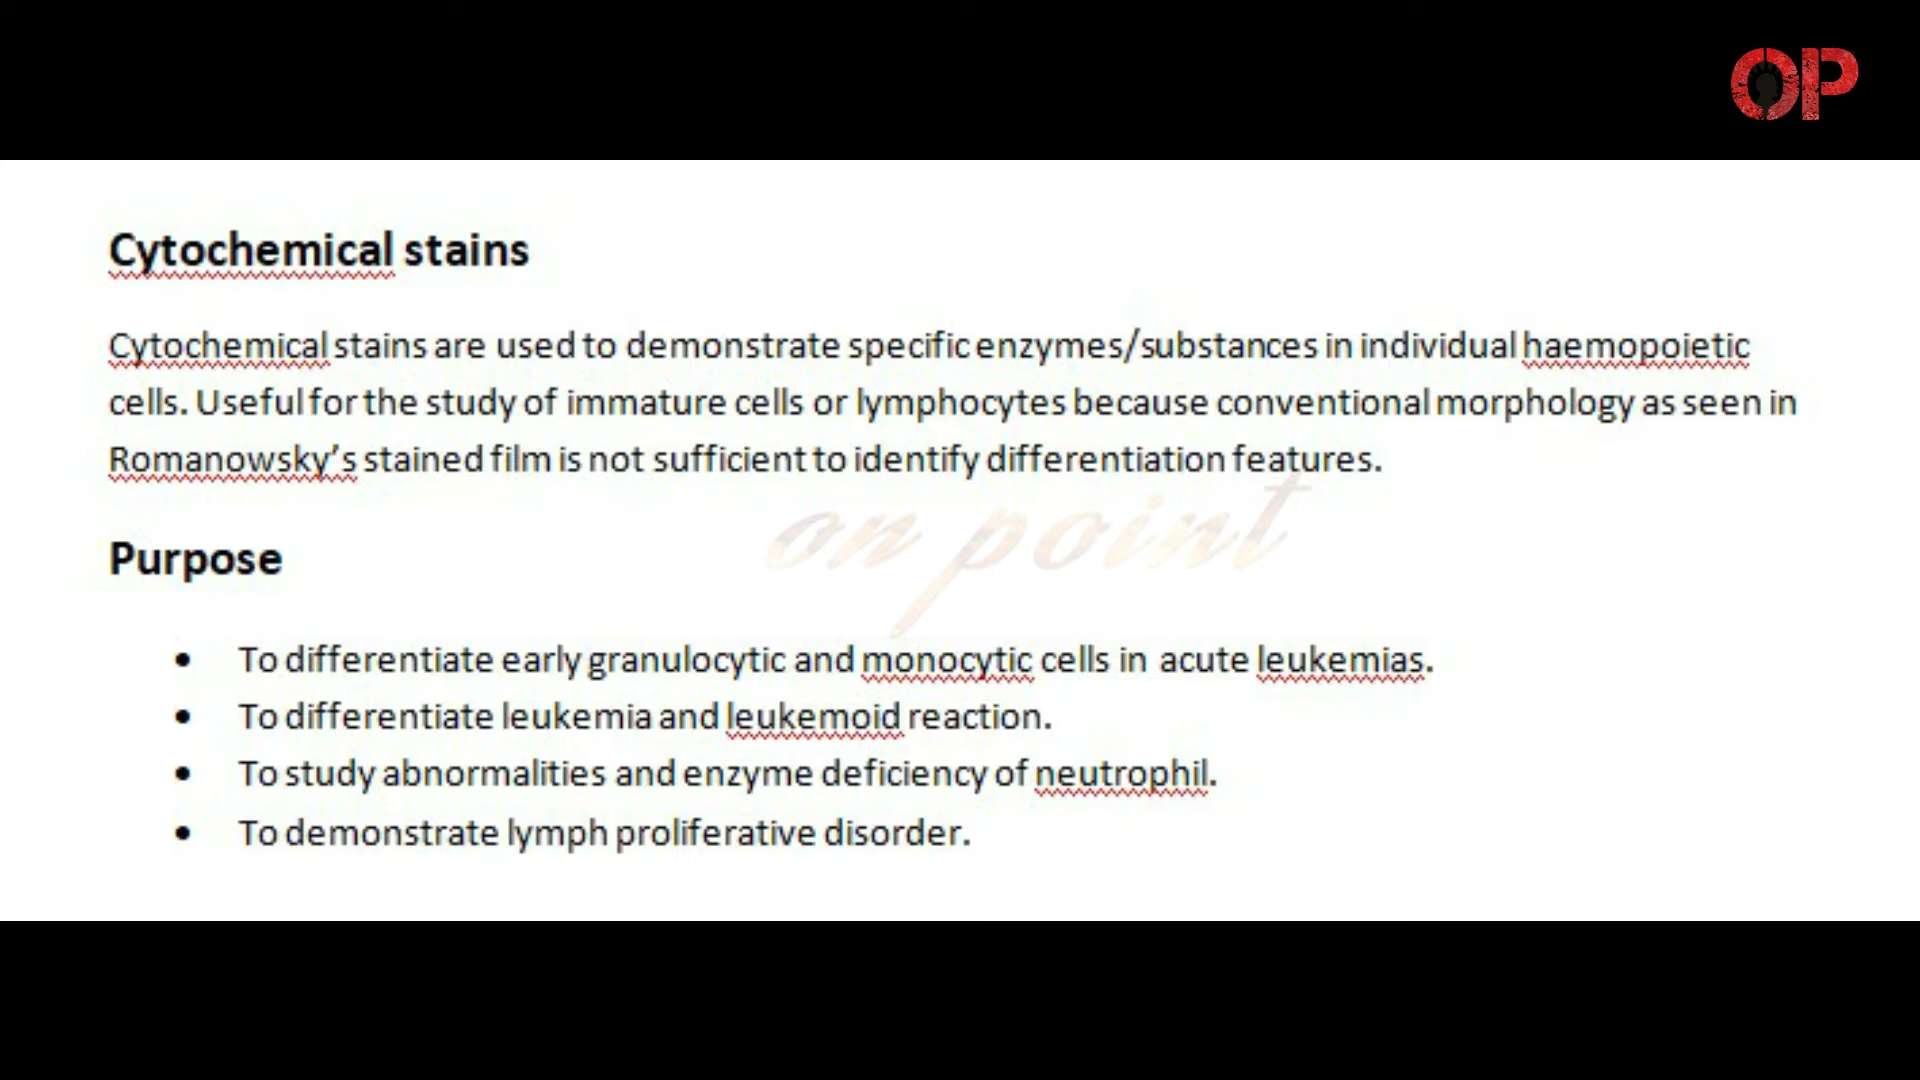 OP
Cytochemical stains
Cytochemical stains are used to demonstrate specific enzymes/substances in individual haemopoietic
cells. Useful for the study of immature cells or lymphocytes because conventional morphology as seen in
Romanowsky’s stained film is not sufficient to identify differentiation features.
on point
Purpose
• To differentiate early granulocytic and monocytic cells in acute leukemias.
• To differentiate leukemia and leukemoid reaction.
• To study abnormalities and enzyme deficiency of neutrophil.
• To demonstrate lymph proliferative disorder.